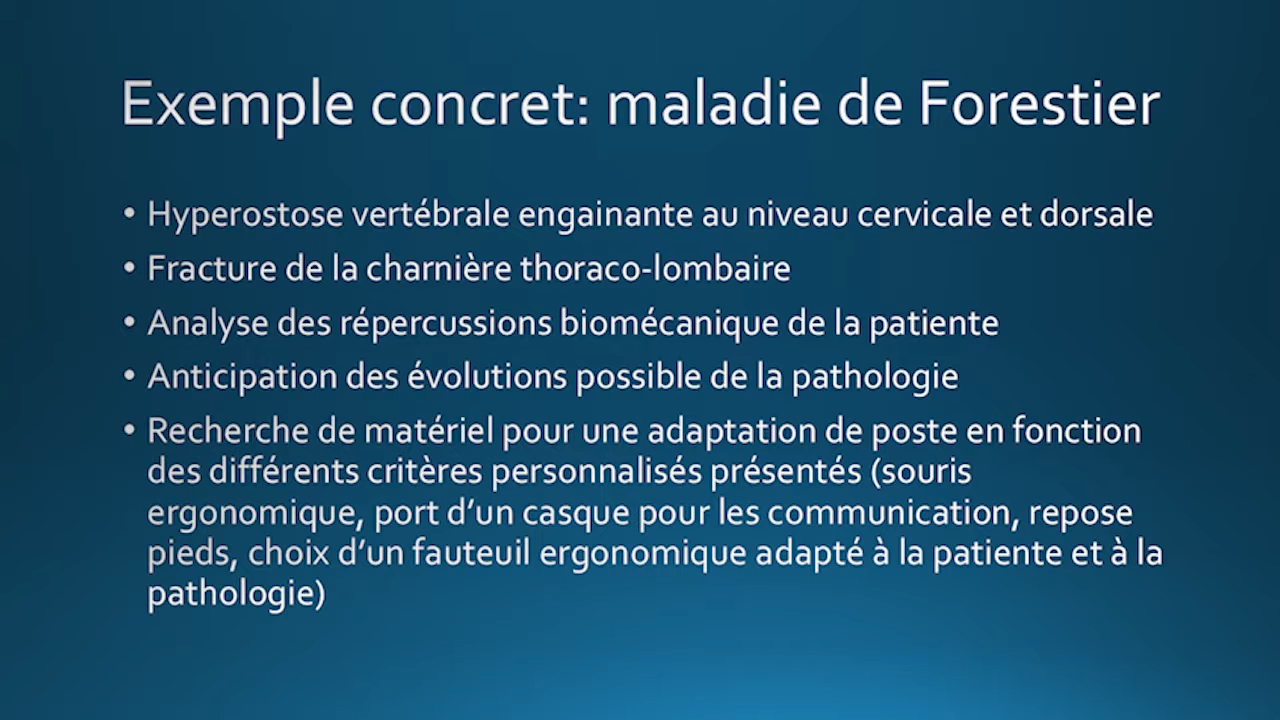 Exemple concret: maladie de Forestier
• Hyperostose vertébrale engainante au niveau cervicale et dorsale
• Fracture de la charnière thoraco-lombaire
• Analyse des répercussions biomécanique de la patiente
• Anticipation des évolutions possible de la pathologie
• Recherche de matériel pour une adaptation de poste en fonction
des différents critères personnalisés présentés (souris
ergonomique, port d’un casque pour les communication, repose
pieds, choix d’un fauteuil ergonomique adapté à la patiente et à la
pathologie)